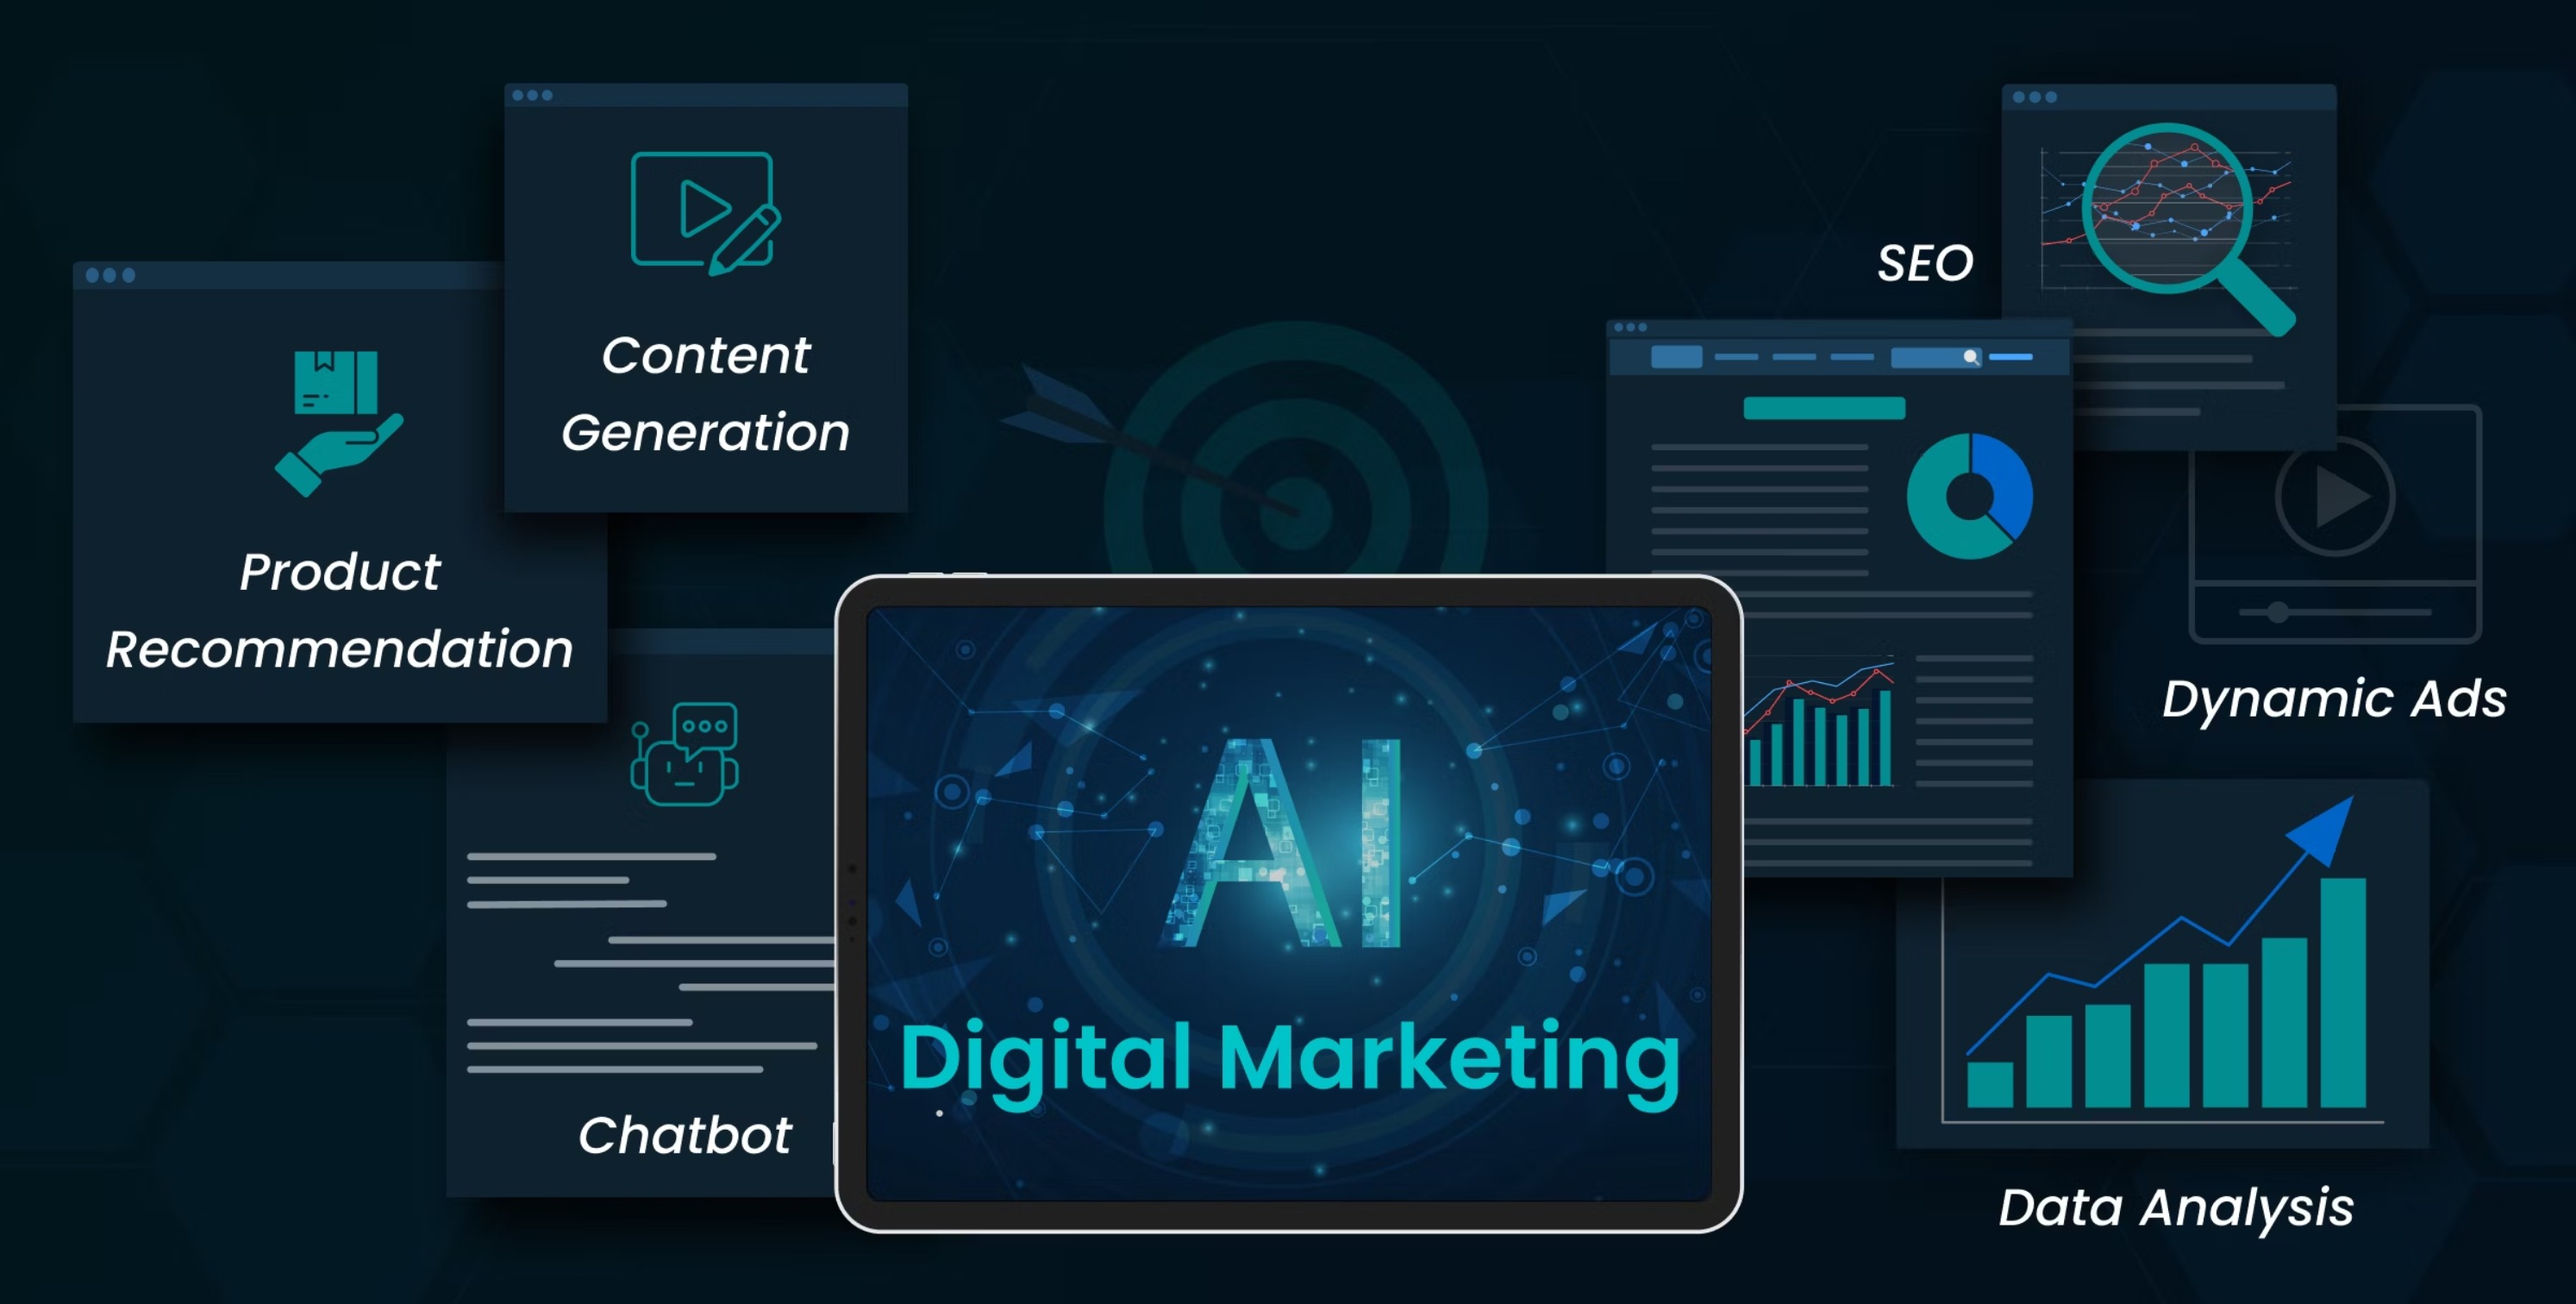 Content
Generation
Product
Recommendation
Chatbot
AI
Digital Marketing
SEO
Dynamic Ads
Data Analysis